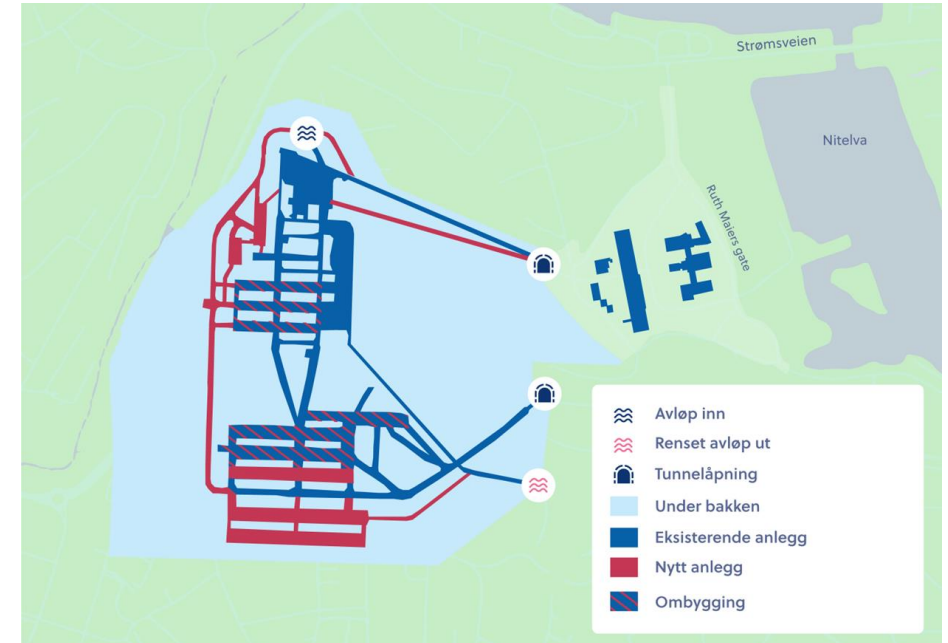 Strømsveien
Nitelva
Ruth Maiers gate
Avløp inn
Renset avløp ut
Tunnelåpning
Under bakken
Eksisterende anlegg
Nytt anlegg
Ombygging